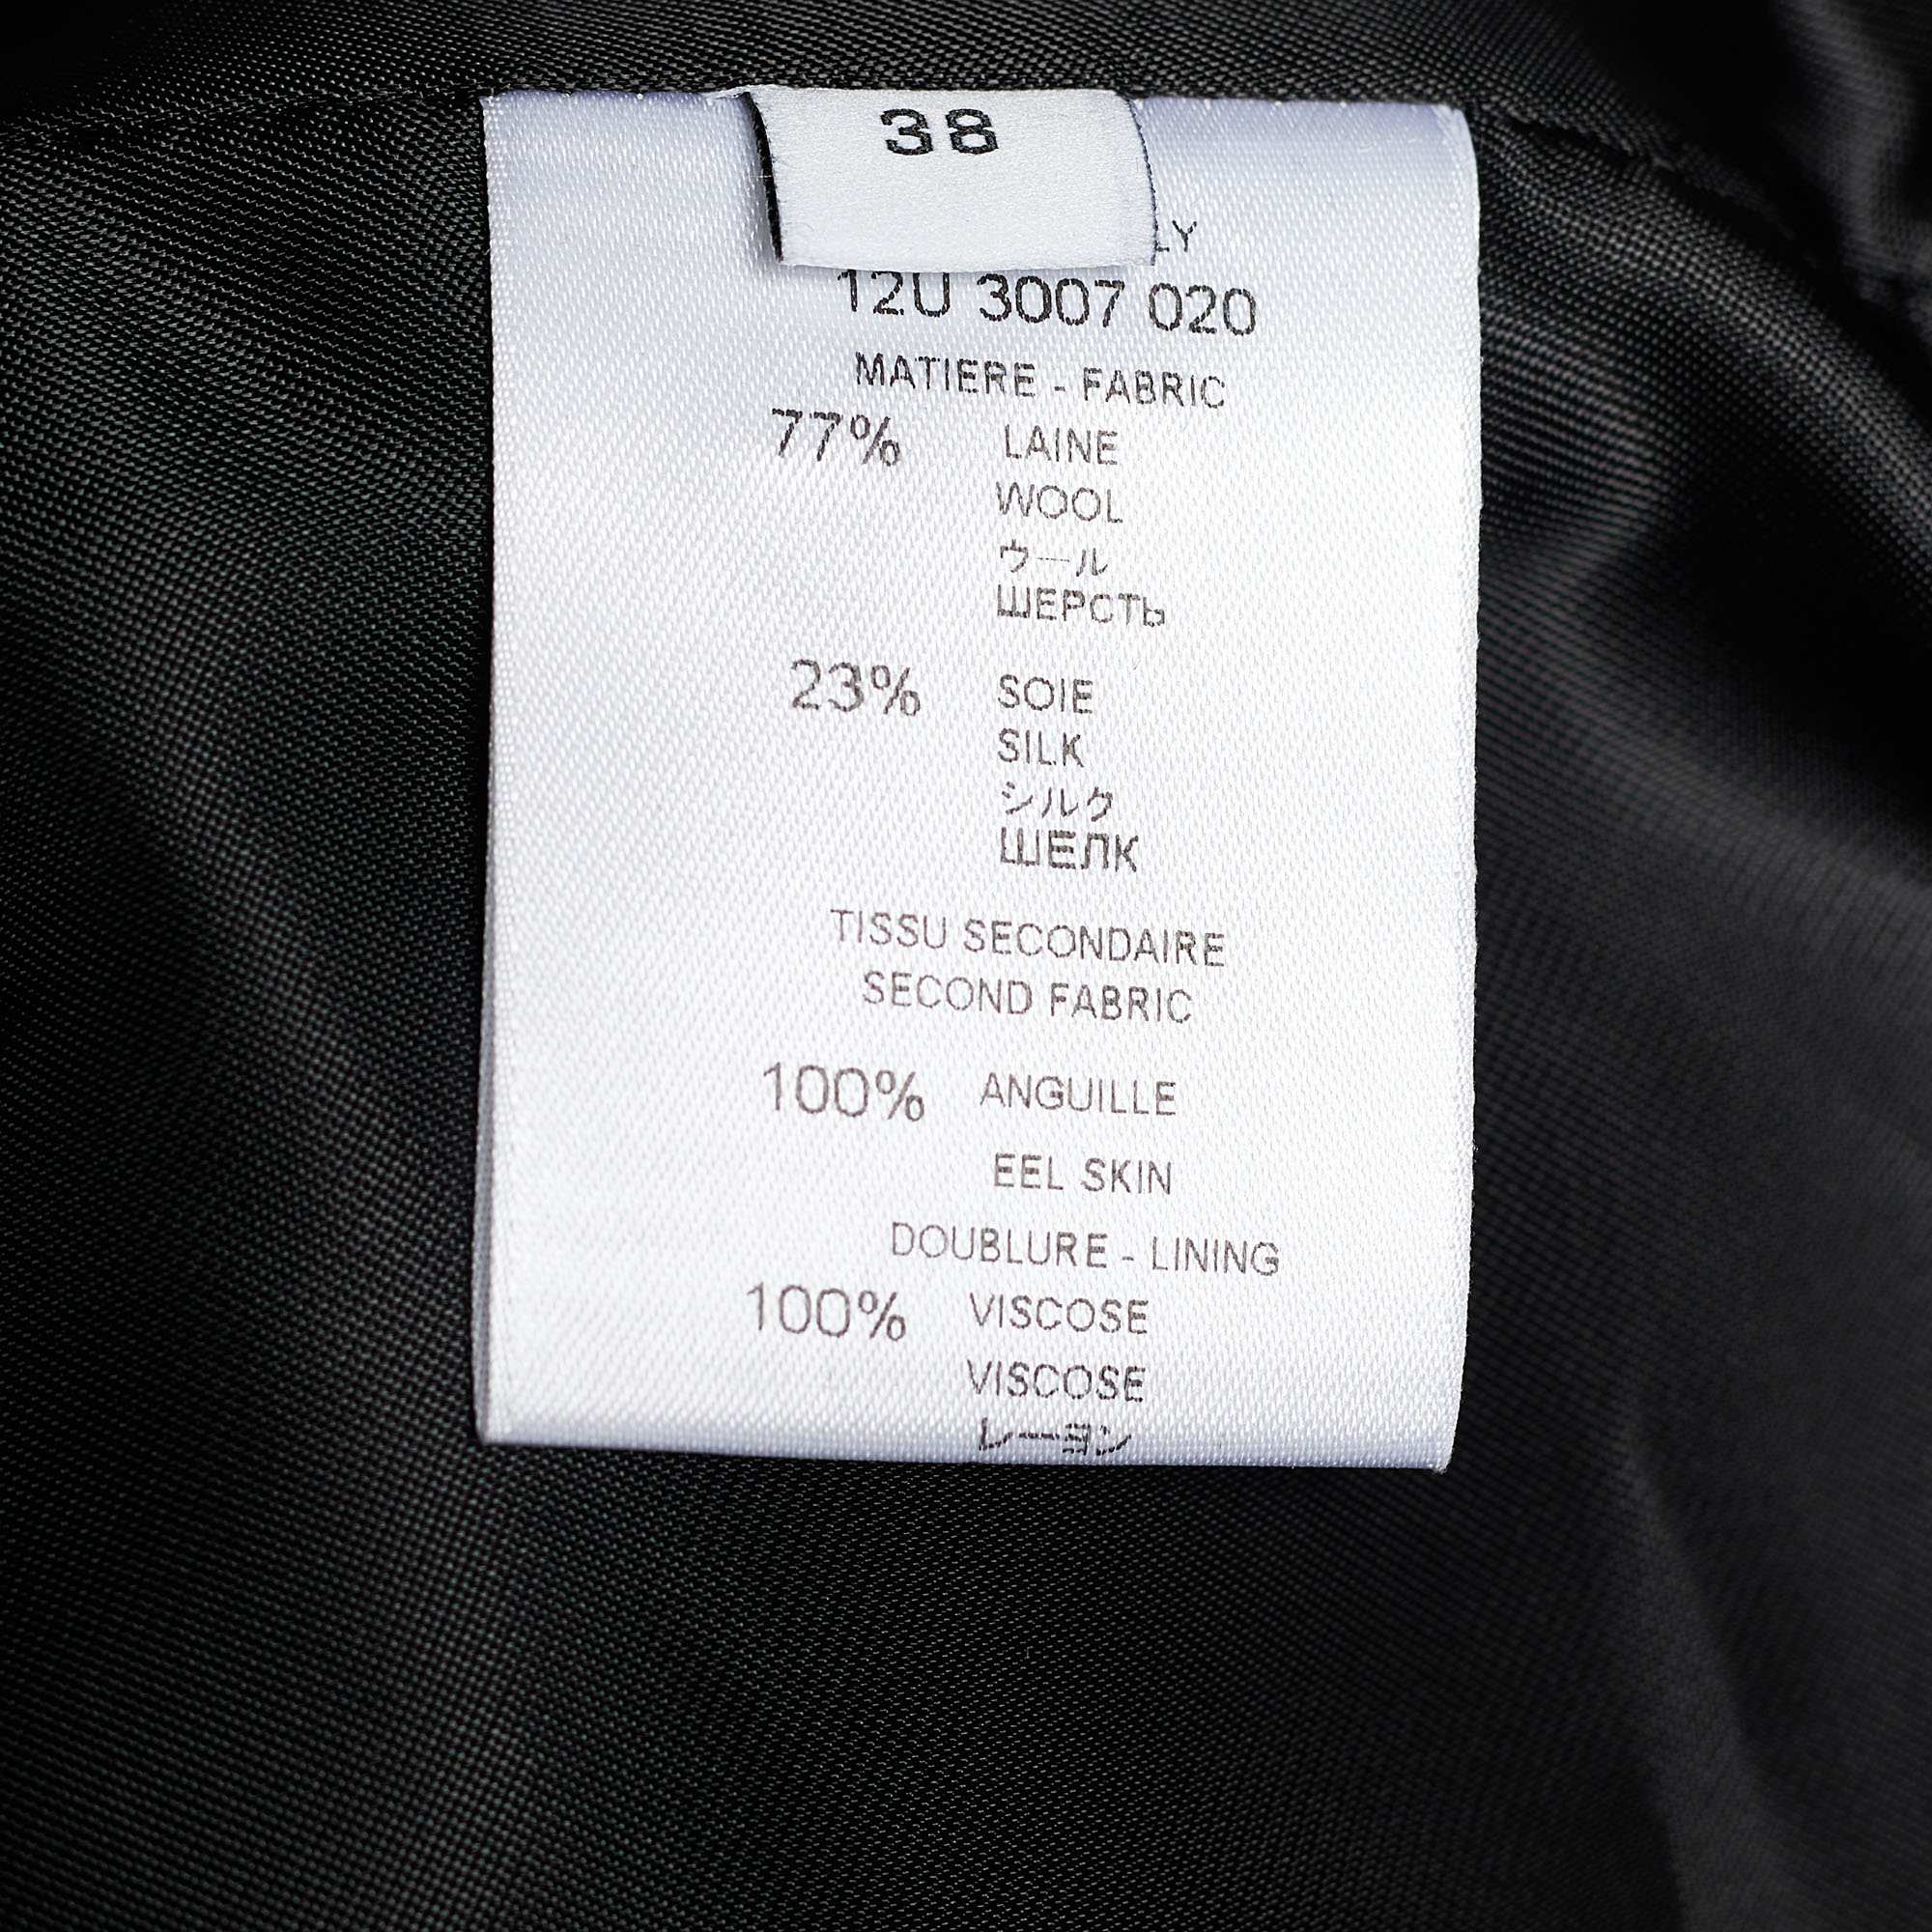 38
LY
12U 3007 020
MATIERE - FABRIC
77% LAINE
WOOL
ウール
ШЕРСТЬ
23% SOIE
SILK
シルク
ШЕЛК
TISSU SECONDAIRE
SECOND FABRIC
100% ANGUILLE
EEL SKIN
DOUBLURE - LINING
100% VISCOSE
VISCOSE
レーヨン